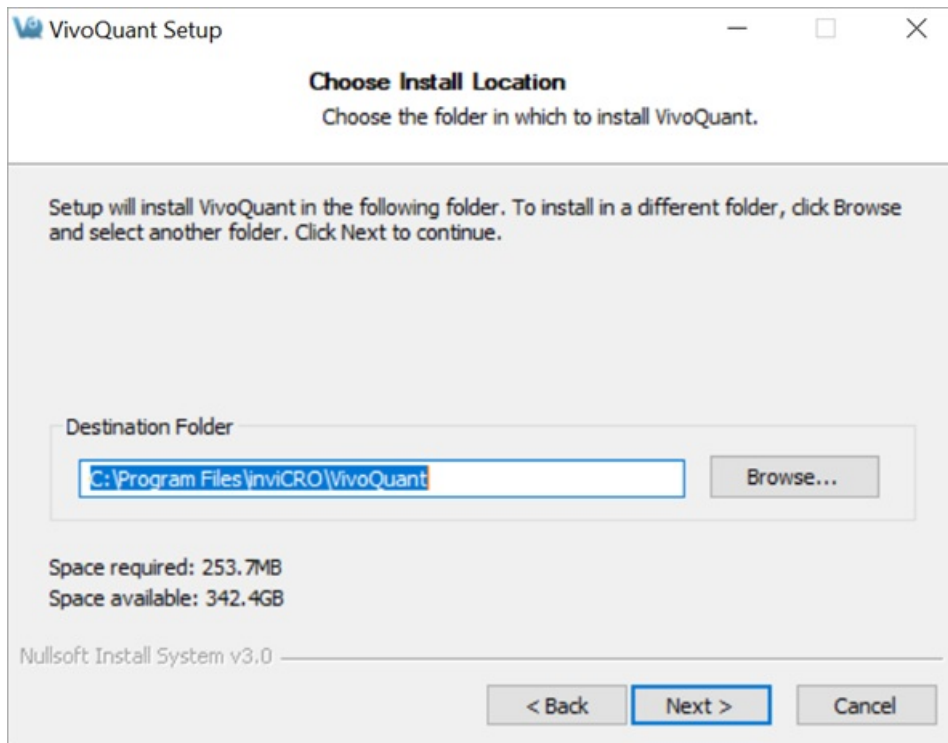 VivoQuant Setup
Choose Install Location
Choose the folder in which to install VivoQuant.
Setup will install VivoQuant in the following folder. To install in a different folder, click Browse
and select another folder. Click Next to continue.
Destination Folder
C:\Program Files\inviCRO\VivoQuant
Browse...
Space required: 253.7MB
Space available: 342.4GB
Nullsoft Install System v3.0
< Back
Next >
Cancel